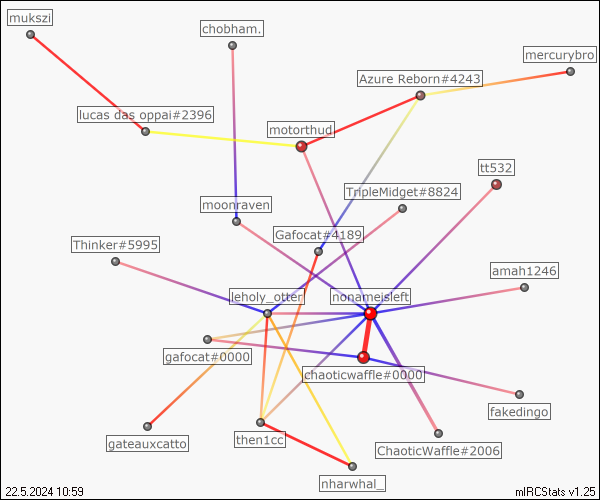 mukszi
chobham.
mercurybro
Azure Reborn#4243
lucas das oppai#2396
motorthud
tt532
TripleMidget#8824
moonraven
Gafocat#4189
Thinker#5995
amah1246
leholy_otter
nonameisleft
gafocat#0000
chaoticwaffle#0000
fakedingo
gateauxcatto
then1cc
ChaoticWaffle#2006
nharwhal_
22.5.2024 10:59
mIRCStats v1.25